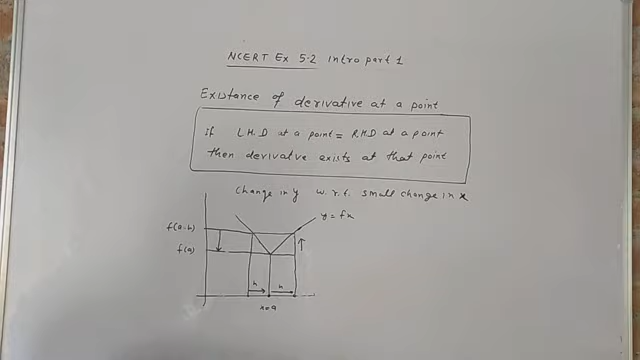 NCERT Ex 5.2 intro part 1
Existance of derivative at a point
if L.H.D at a point = R.H.D at a point
then derivative exists at that point
change in y w.r.t. small change in x
y = fx
f(a-h)
f(a)
h h
x=a